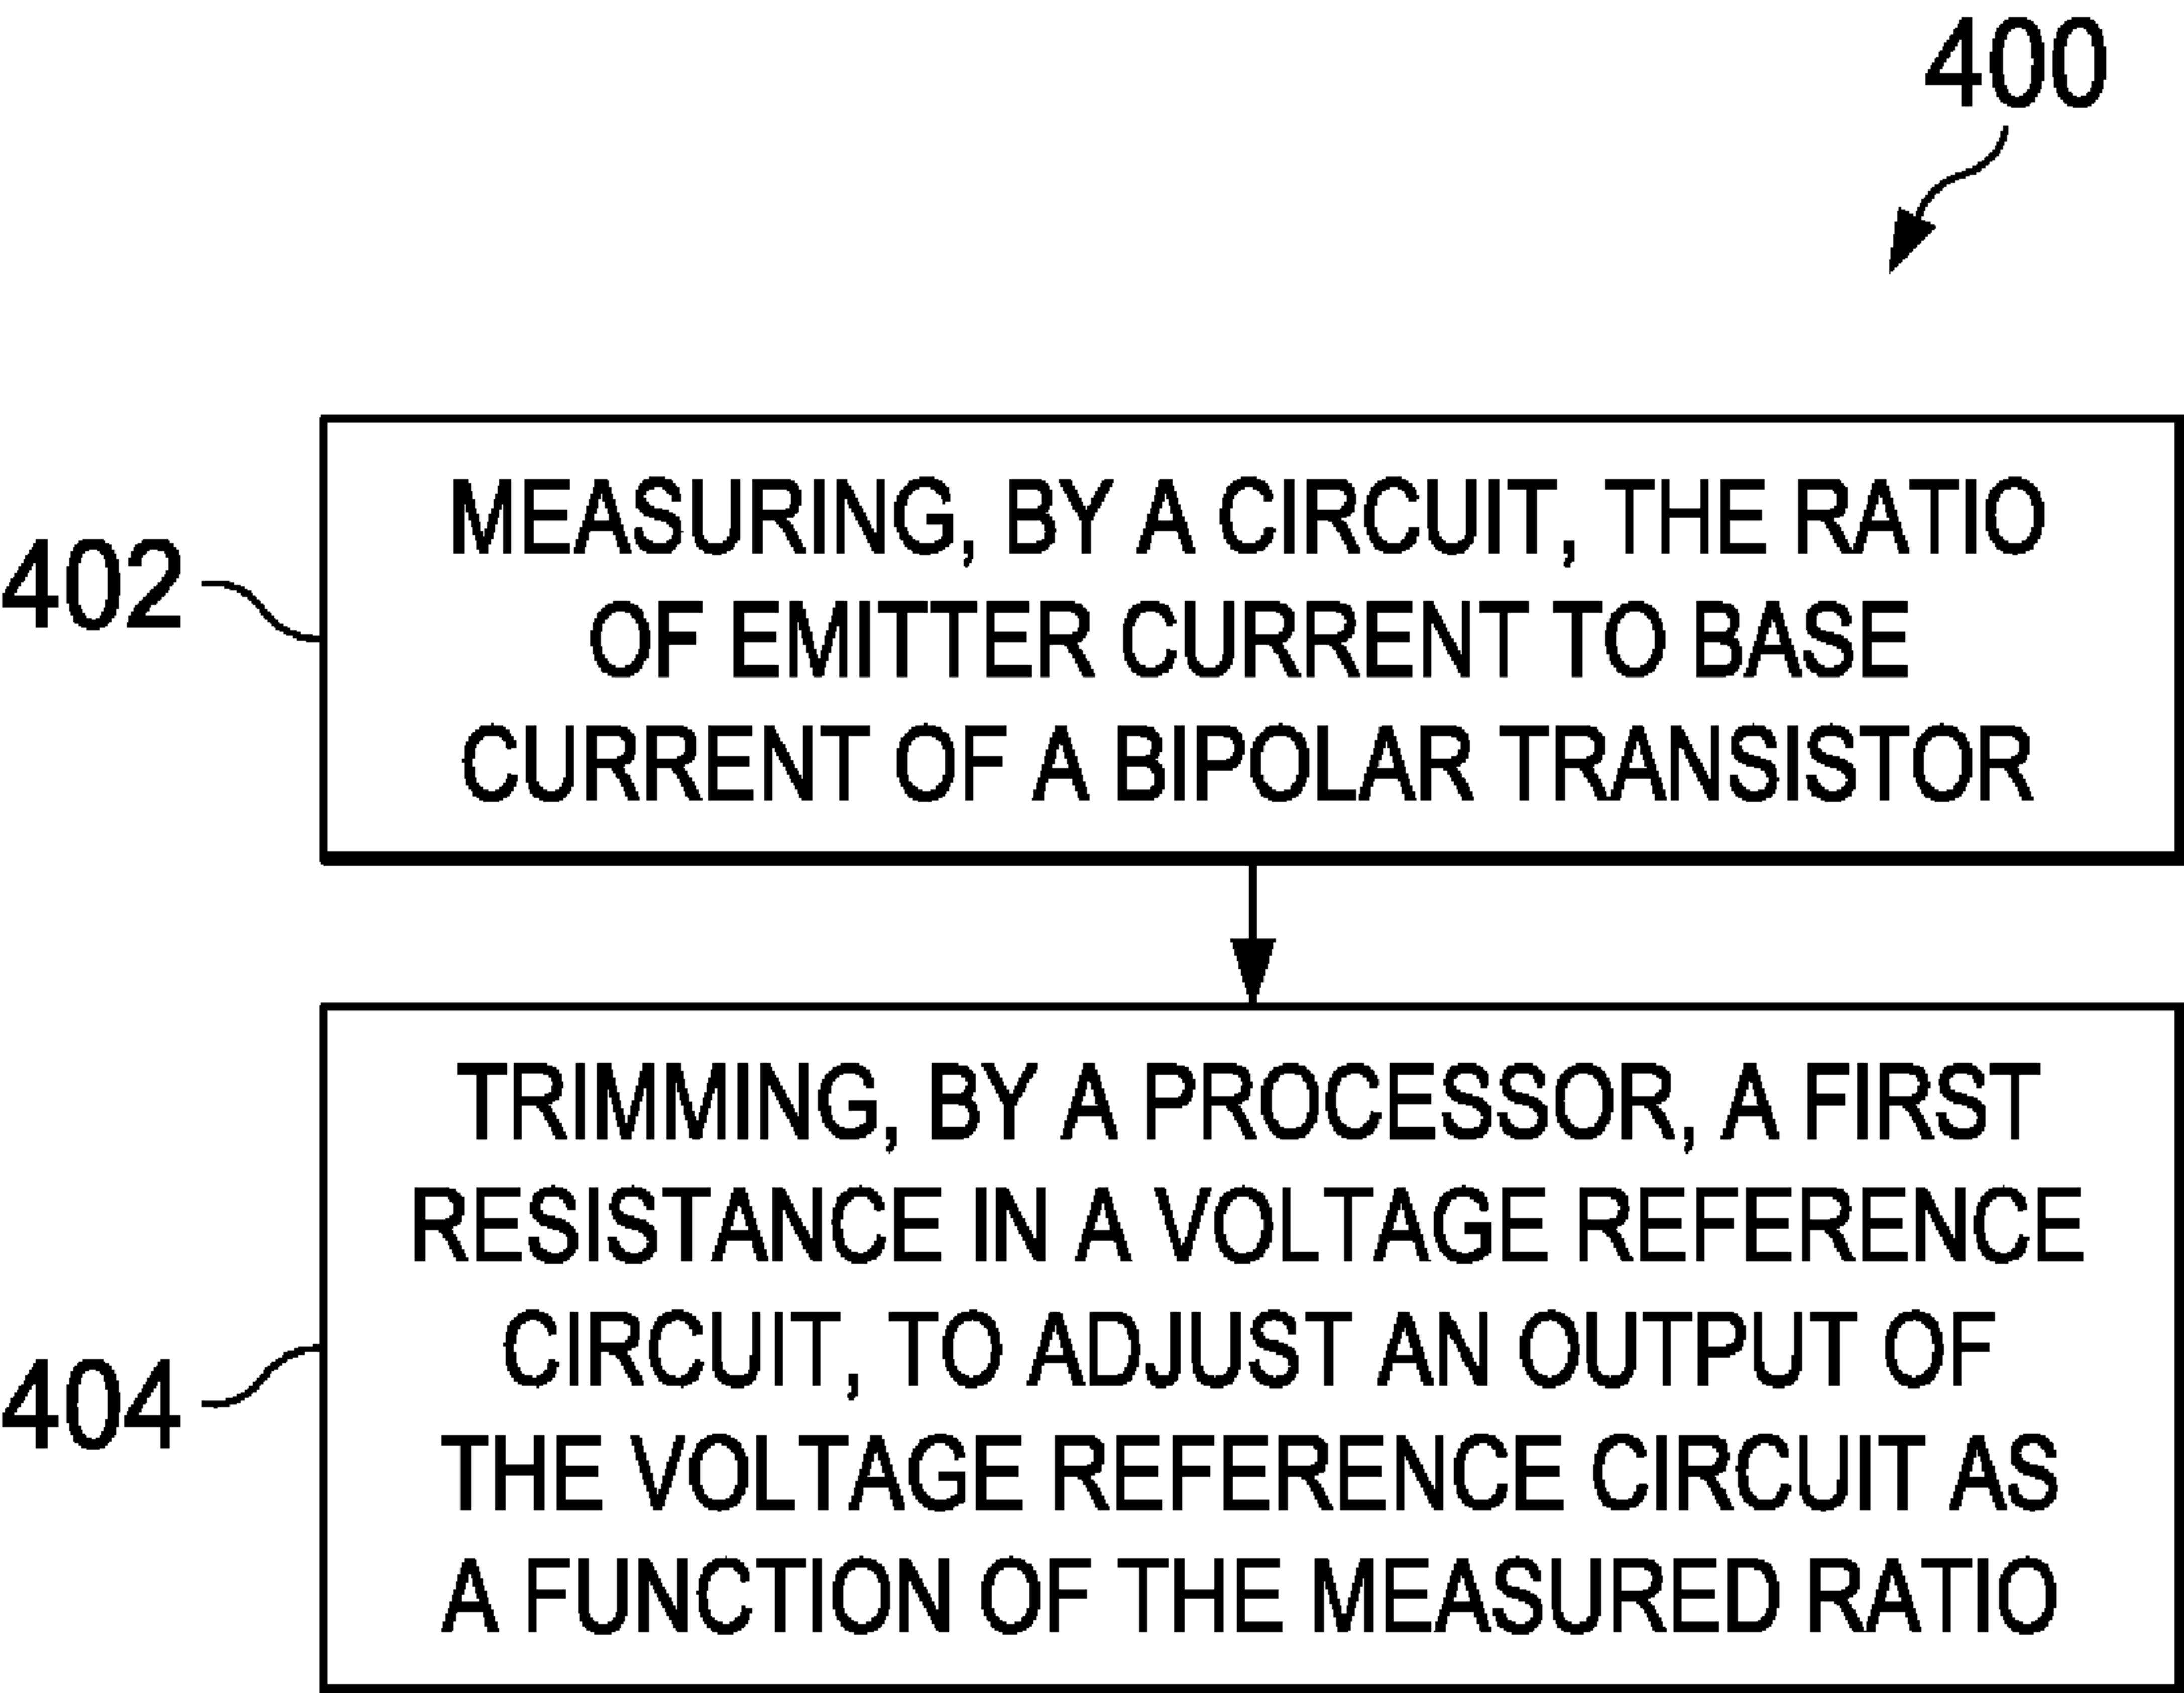 400
402
MEASURING, BY A CIRCUIT, THE RATIO
OF EMITTER CURRENT TO BASE
CURRENT OF A BIPOLAR TRANSISTOR
404
TRIMMING, BY A PROCESSOR, A FIRST
RESISTANCE IN A VOLTAGE REFERENCE
CIRCUIT, TO ADJUST AN OUTPUT OF
THE VOLTAGE REFERENCE CIRCUIT AS
A FUNCTION OF THE MEASURED RATIO